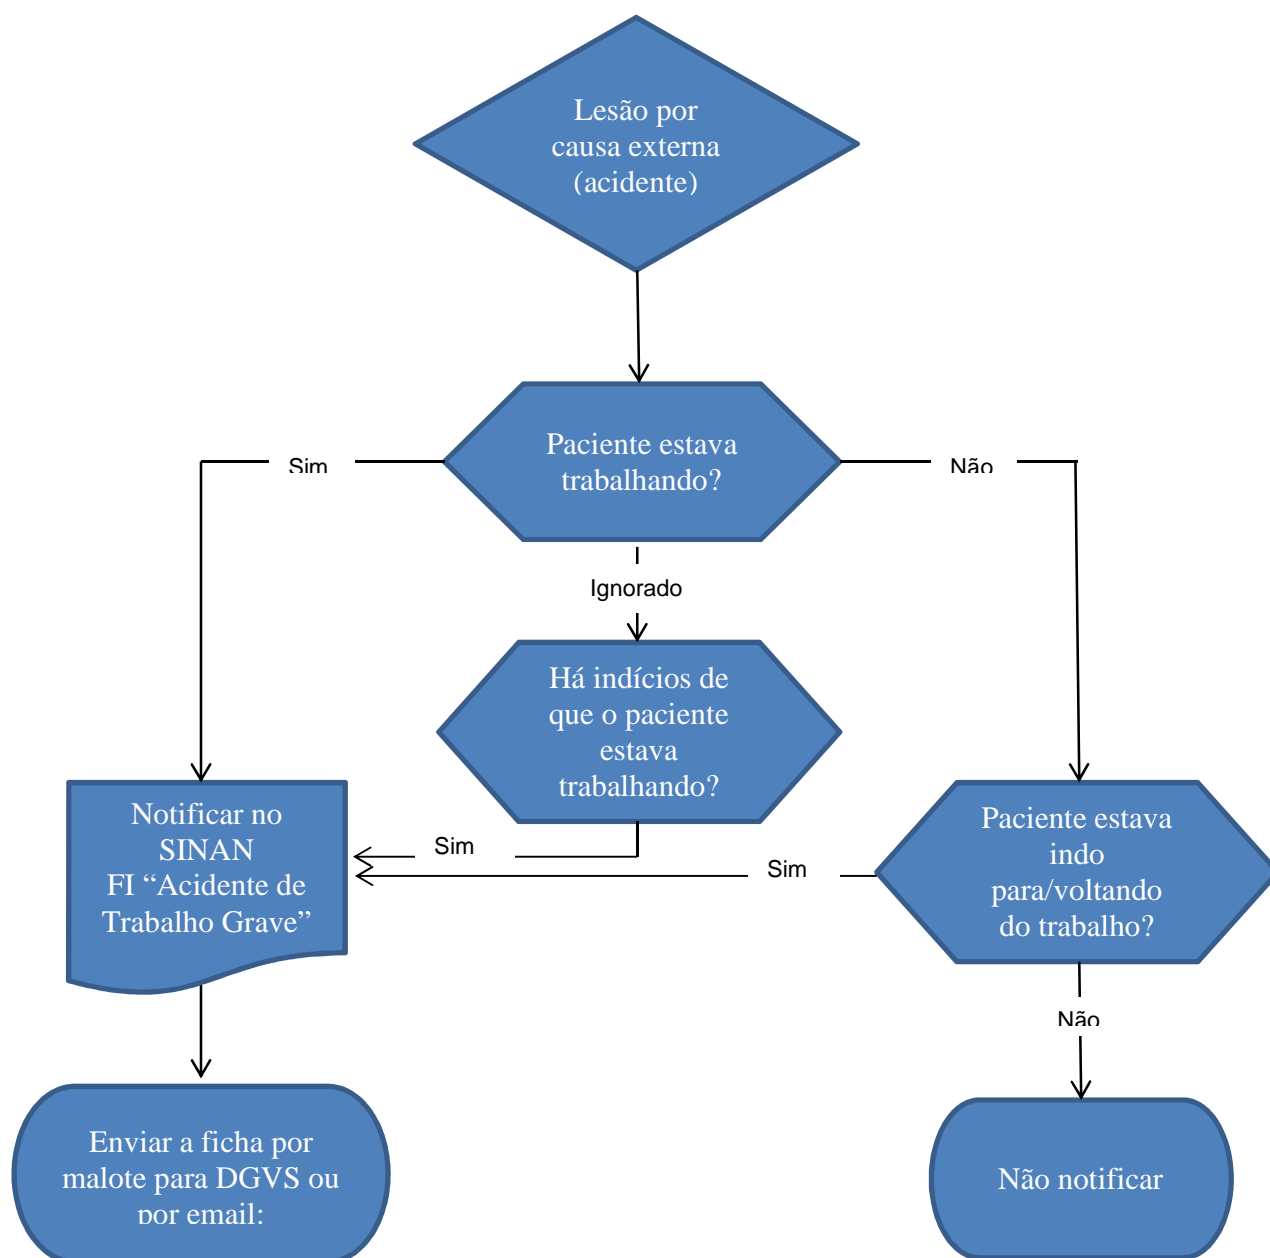 Lesão por
causa externa
(acidente)
Paciente estava
trabalhando?
Sim
Não
Ignorado
Há indícios de
que o paciente
estava
trabalhando?
Notificar no
SINAN
FI “Acidente de
Trabalho Grave”
Sim
Sim
Paciente estava
indo
para/voltando
do trabalho?
Não
Enviar a ficha por
malote para DGVS ou
por email:
Não notificar